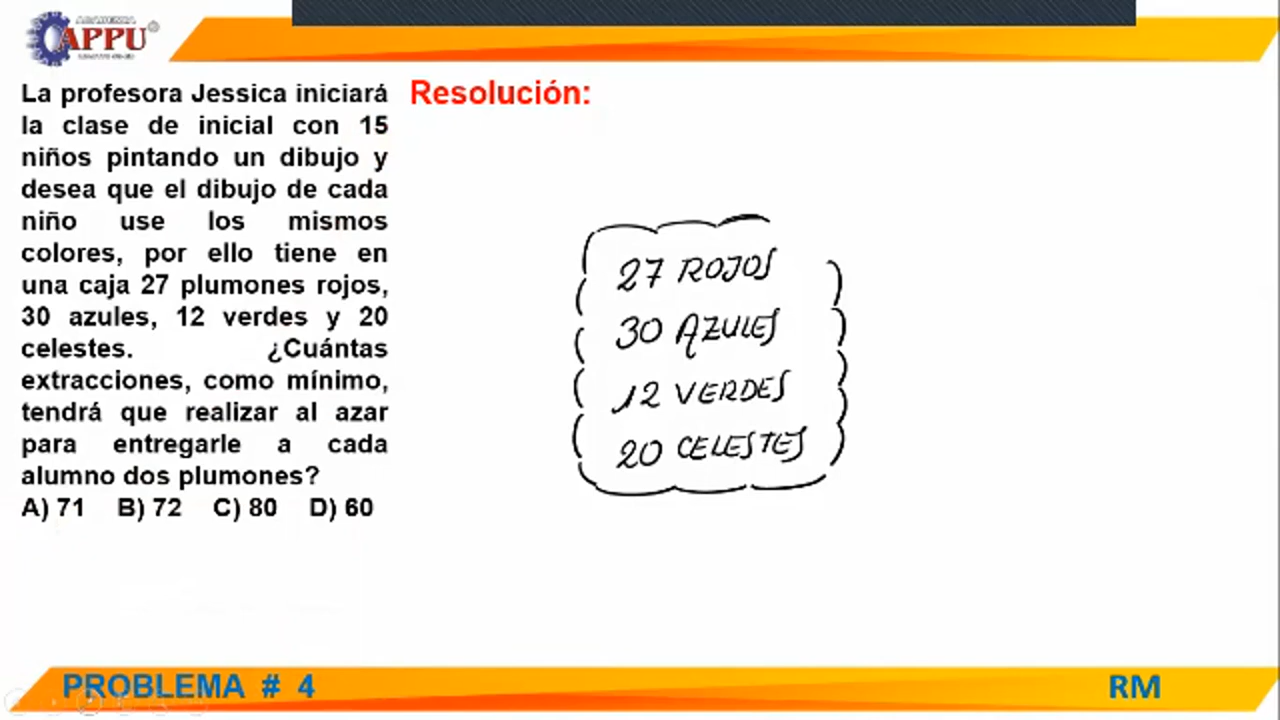 ACADEMIA
APPU
La profesora Jessica iniciará
la clase de inicial con 15
niños pintando un dibujo y
desea que el dibujo de cada
niño use los mismos
colores, por ello tiene en
una caja 27 plumones rojos,
30 azules, 12 verdes y 20
celestes. ¿Cuántas
extracciones, como mínimo,
tendrá que realizar al azar
para entregarle a cada
alumno dos plumones?
A) 71 B) 72 C) 80 D) 60
Resolución:
27 ROJOS
30 AZULES
12 VERDES
20 CELESTES
PROBLEMA # 4
RM